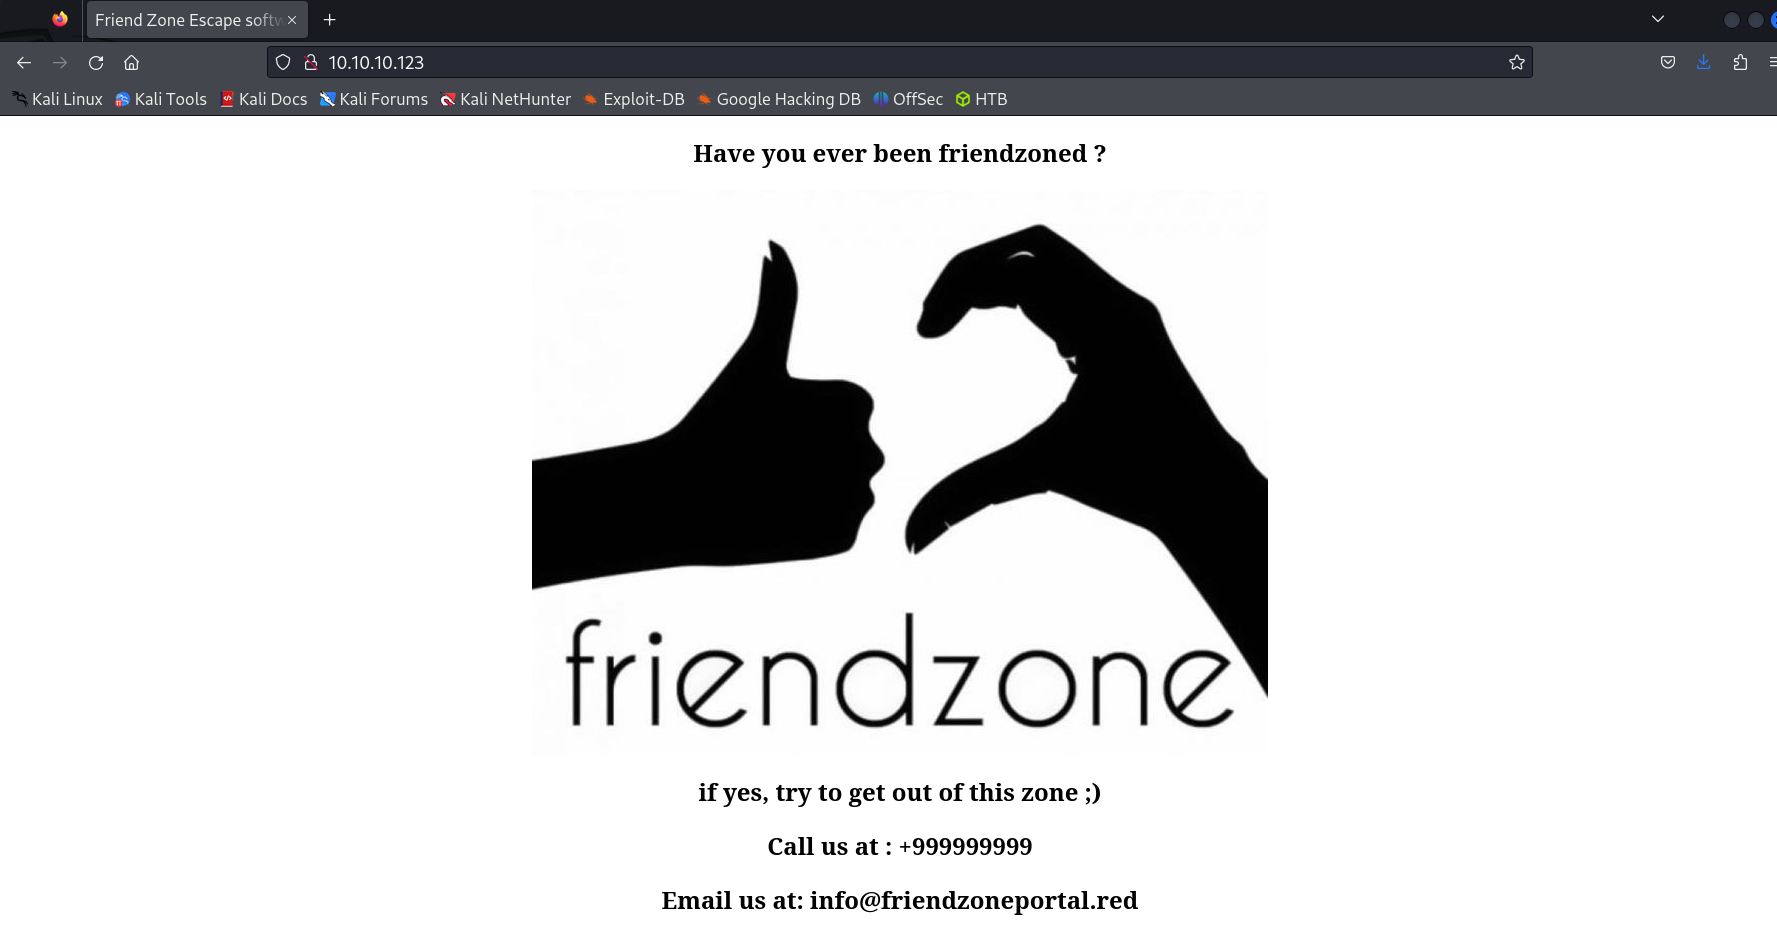 Friend Zone Escape softw
10.10.10.123
Kali Linux Kali Tools Kali Docs Kali Forums Kali NetHunter Exploit-DB Google Hacking DB OffSec HTB
Have you ever been friendzoned ?
friendzone
if yes, try to get out of this zone ;)
Call us at : +999999999
Email us at: info@friendzoneportal.red